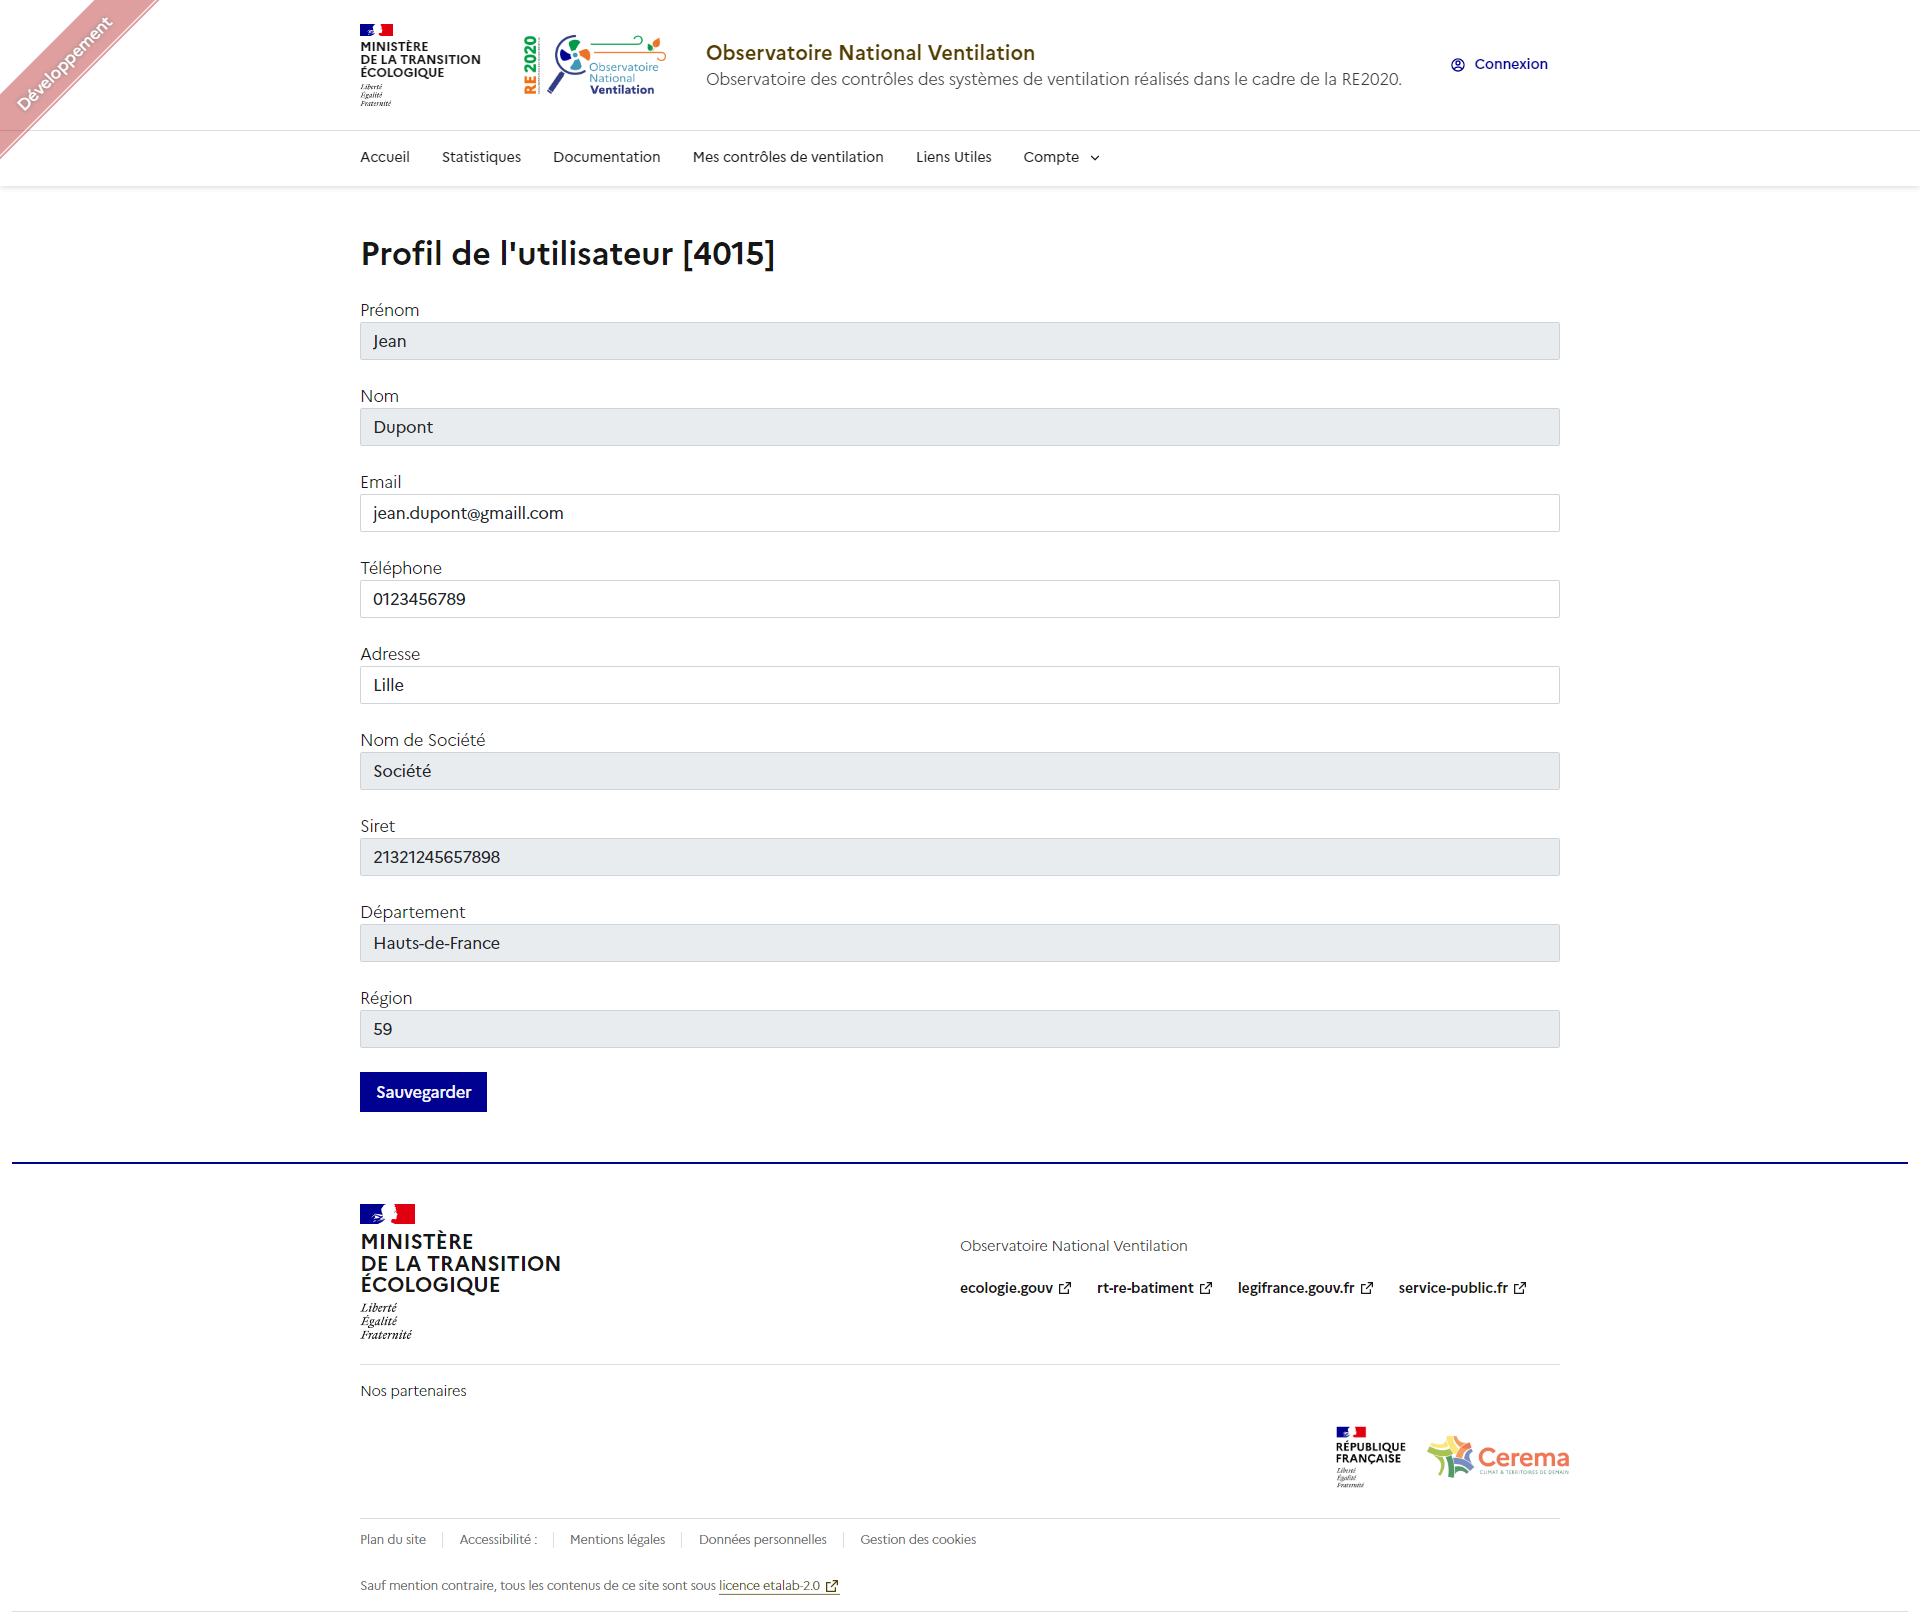 Développement
MINISTÈRE
DE LA TRANSITION
ÉCOLOGIQUE
Liberté
Égalité
Fraternité
RE2020
Observatoire
National
Ventilation
Observatoire National Ventilation
Observatoire des contrôles des systèmes de ventilation réalisés dans le cadre de la RE2020.
Connexion
Accueil
Statistiques
Documentation
Mes contrôles de ventilation
Liens Utiles
Compte
Profil de l'utilisateur [4015]
Prénom
Jean
Nom
Dupont
Email
jean.dupont@gmaill.com
Téléphone
0123456789
Adresse
Lille
Nom de Société
Société
Siret
21321245657898
Département
Hauts-de-France
Région
59
Sauvegarder
MINISTÈRE
DE LA TRANSITION
ÉCOLOGIQUE
Liberté
Égalité
Fraternité
Observatoire National Ventilation
ecologie.gouv
rt-re-batiment
legifrance.gouv.fr
service-public.fr
Nos partenaires
RÉPUBLIQUE
FRANÇAISE
Liberté
Égalité
Fraternité
Cerema
CLIMAT & TERRITOIRES DE DEMAIN
Plan du site
Accessibilité :
Mentions légales
Données personnelles
Gestion des cookies
Sauf mention contraire, tous les contenus de ce site sont sous licence etalab-2.0